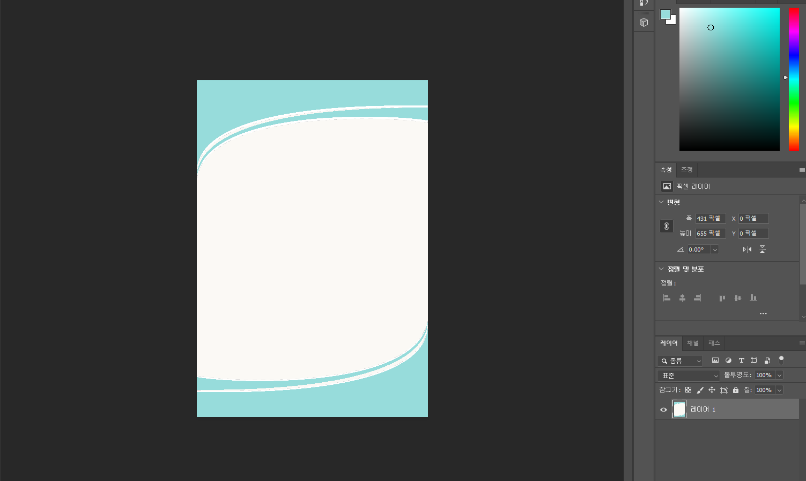 속성 조정
픽셀 레이어
변형
폭 431 픽셀 X 0 픽셀
높이 665 픽셀 Y 0 픽셀
0.00°
정렬 및 분포
정렬:
레이어 채널 패스
종류
표준 불투명도: 100%
잠그기: 칠: 100%
레이어 1